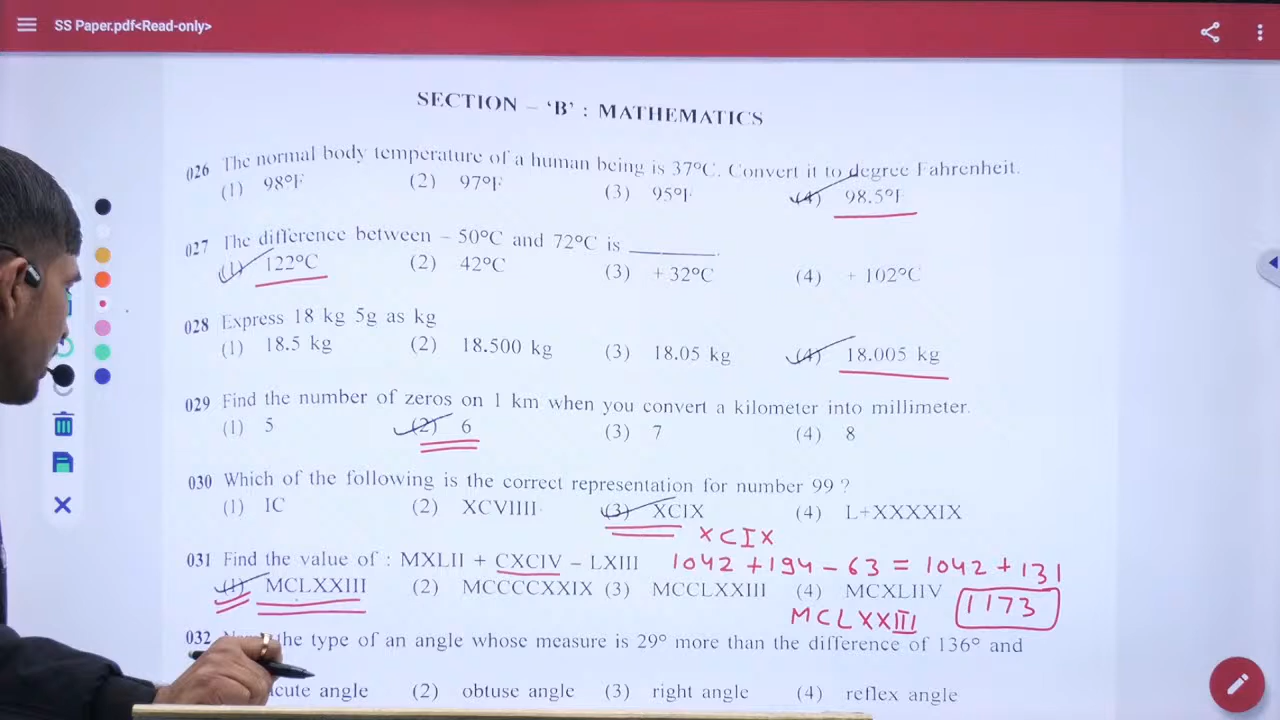 SS Paper.pdf<Read-only>
SECTION – ‘B’ : MATHEMATICS
026 The normal body temperature of a human being is 37°C. Convert it to degree Fahrenheit.
(1) 98°F (2) 97°F (3) 95°F (4) 98.5°F
027 The difference between – 50°C and 72°C is ________.
(1) 122°C (2) 42°C (3) + 32°C (4) + 102°C
028 Express 18 kg 5g as kg
(1) 18.5 kg (2) 18.500 kg (3) 18.05 kg (4) 18.005 kg
029 Find the number of zeros on 1 km when you convert a kilometer into millimeter.
(1) 5 (2) 6 (3) 7 (4) 8
030 Which of the following is the correct representation for number 99 ?
(1) IC (2) XCVIIII (3) XCIX (4) L+XXXXIX
XCIX
031 Find the value of : MXLII + CXCIV – LXIII 1042 + 194 – 63 = 1042 + 131
(1) MCLXXIII (2) MCCCCXXIX (3) MCCLXXIII (4) MCXLIIV 1173
MCLXXIII
032 the type of an angle whose measure is 29° more than the difference of 136° and
acute angle (2) obtuse angle (3) right angle (4) reflex angle